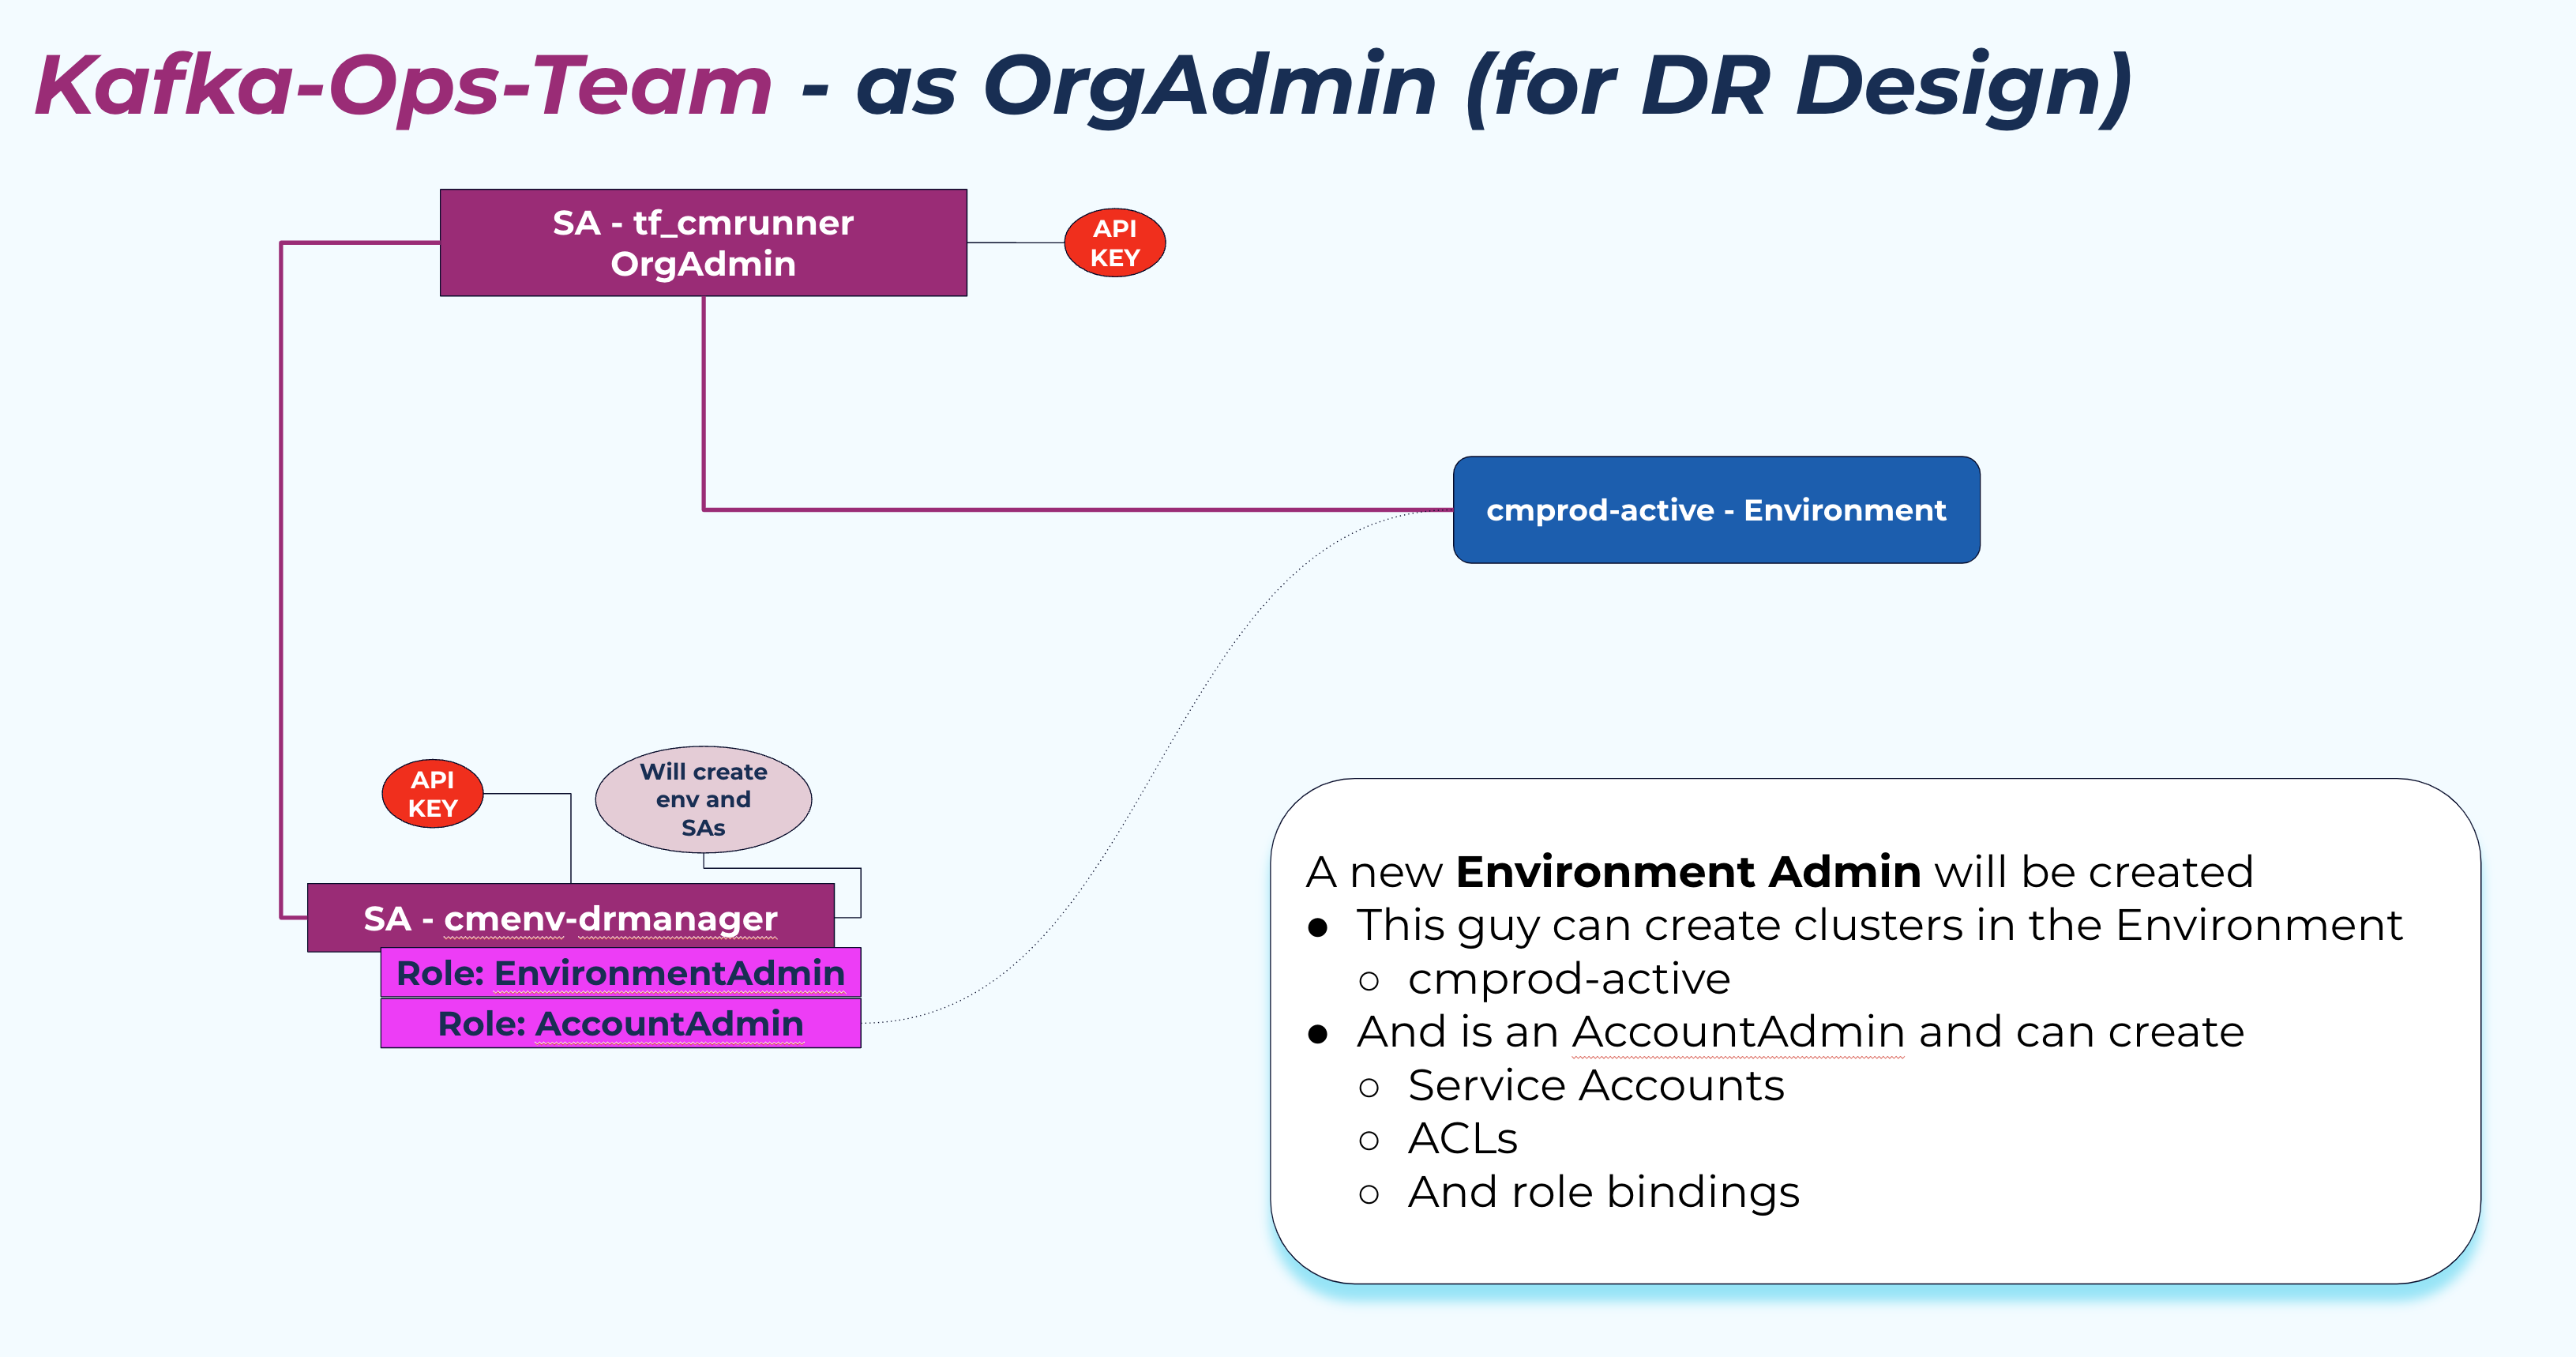 Kafka-Ops-Team - as OrgAdmin (for DR Design)
SA - tf_cmrunner
OrgAdmin
API
KEY
cmprod-active - Environment
API
KEY
Will create
env and
SAs
SA - cmenv-drmanager
Role: EnvironmentAdmin
Role: AccountAdmin
A new Environment Admin will be created
● This guy can create clusters in the Environment
○ cmprod-active
● And is an AccountAdmin and can create
○ Service Accounts
○ ACLs
○ And role bindings